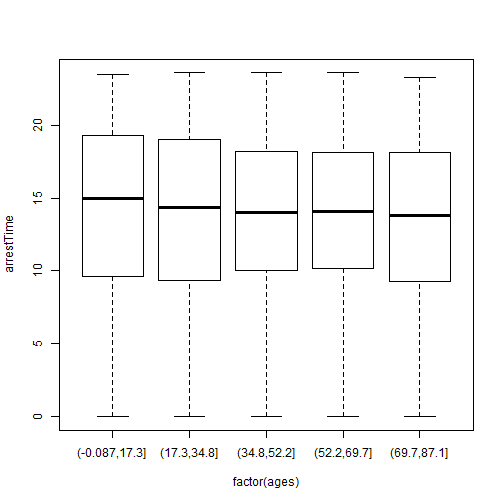 arrestTime
20
15
10
5
0
(-0.087,17.3] (17.3,34.8] (34.8,52.2] (52.2,69.7] (69.7,87.1]
factor(ages)